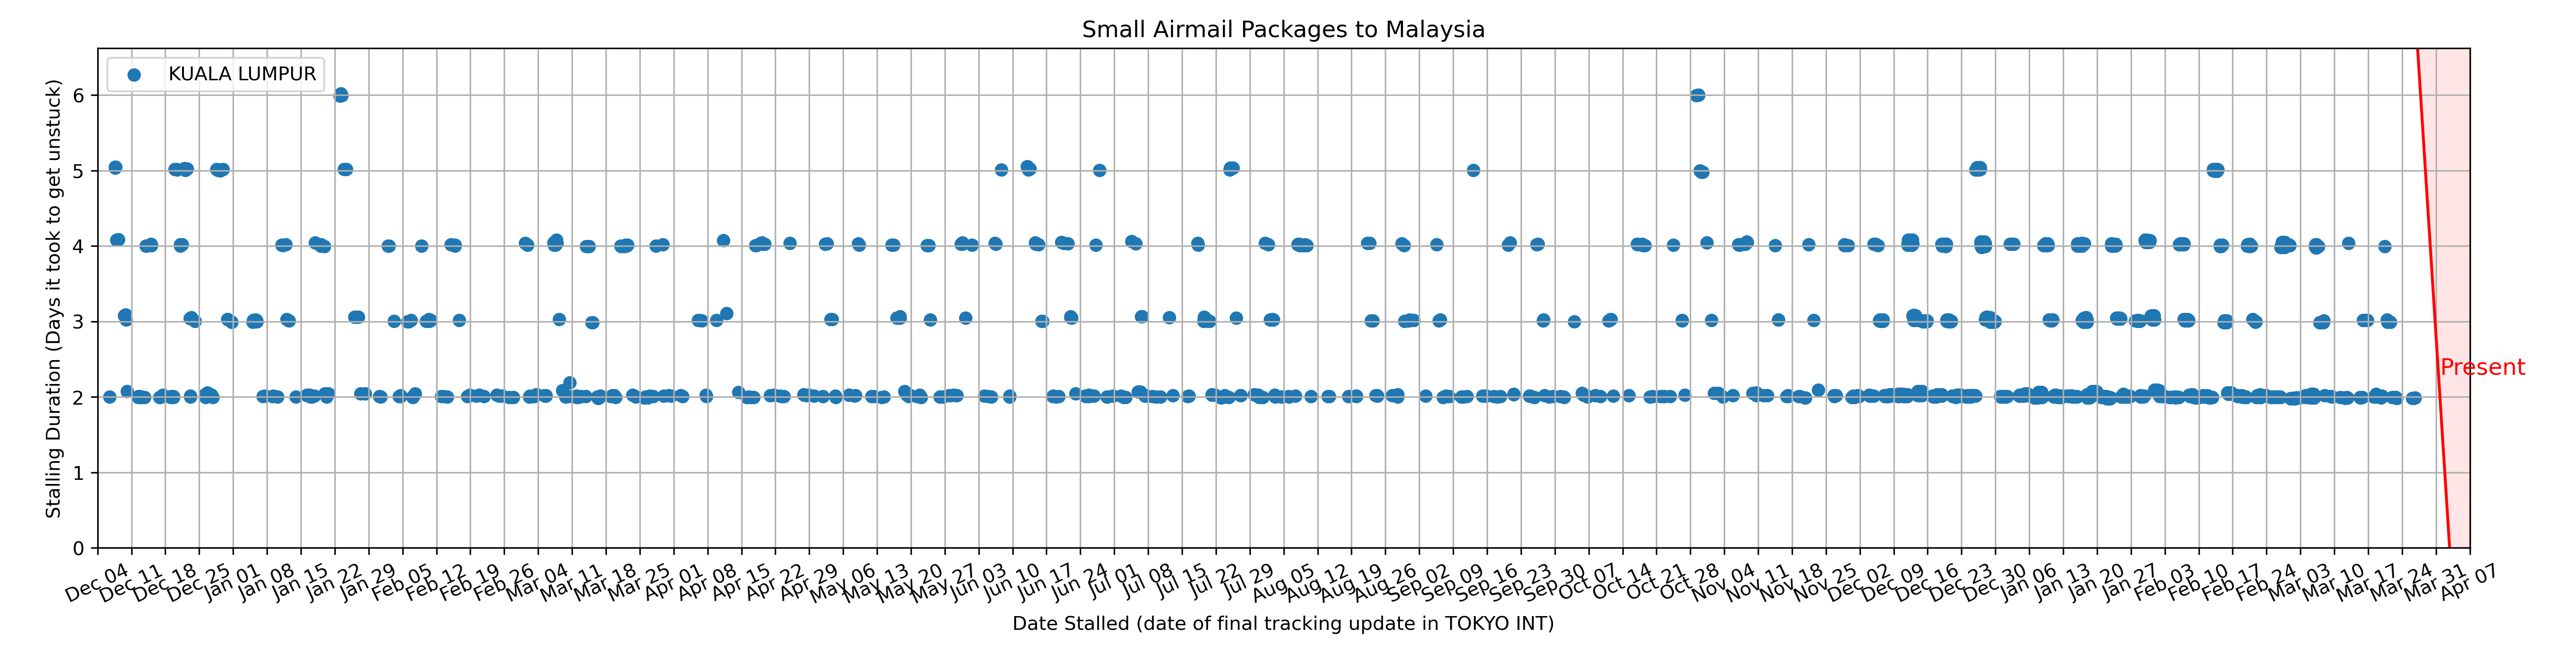 Small Airmail Packages to Malaysia
KUALA LUMPUR
Stalling Duration (Days it took to get unstuck)
6
5
4
3
2
1
0
Present
Dec 04
Dec 11
Dec 18
Dec 25
Jan 01
Jan 08
Jan 15
Jan 22
Jan 29
Feb 05
Feb 12
Feb 19
Feb 26
Mar 04
Mar 11
Mar 18
Mar 25
Apr 01
Apr 08
Apr 15
Apr 22
Apr 29
May 06
May 13
May 20
May 27
Jun 03
Jun 10
Jun 17
Jun 24
Jul 01
Jul 08
Jul 15
Jul 22
Jul 29
Aug 05
Aug 12
Aug 19
Aug 26
Sep 02
Sep 09
Sep 16
Sep 23
Sep 30
Oct 07
Oct 14
Oct 21
Oct 28
Nov 04
Nov 11
Nov 18
Nov 25
Dec 02
Dec 09
Dec 16
Dec 23
Dec 30
Jan 06
Jan 13
Jan 20
Jan 27
Feb 03
Feb 10
Feb 17
Feb 24
Mar 03
Mar 10
Mar 17
Mar 24
Mar 31
Apr 07
Date Stalled (date of final tracking update in TOKYO INT)